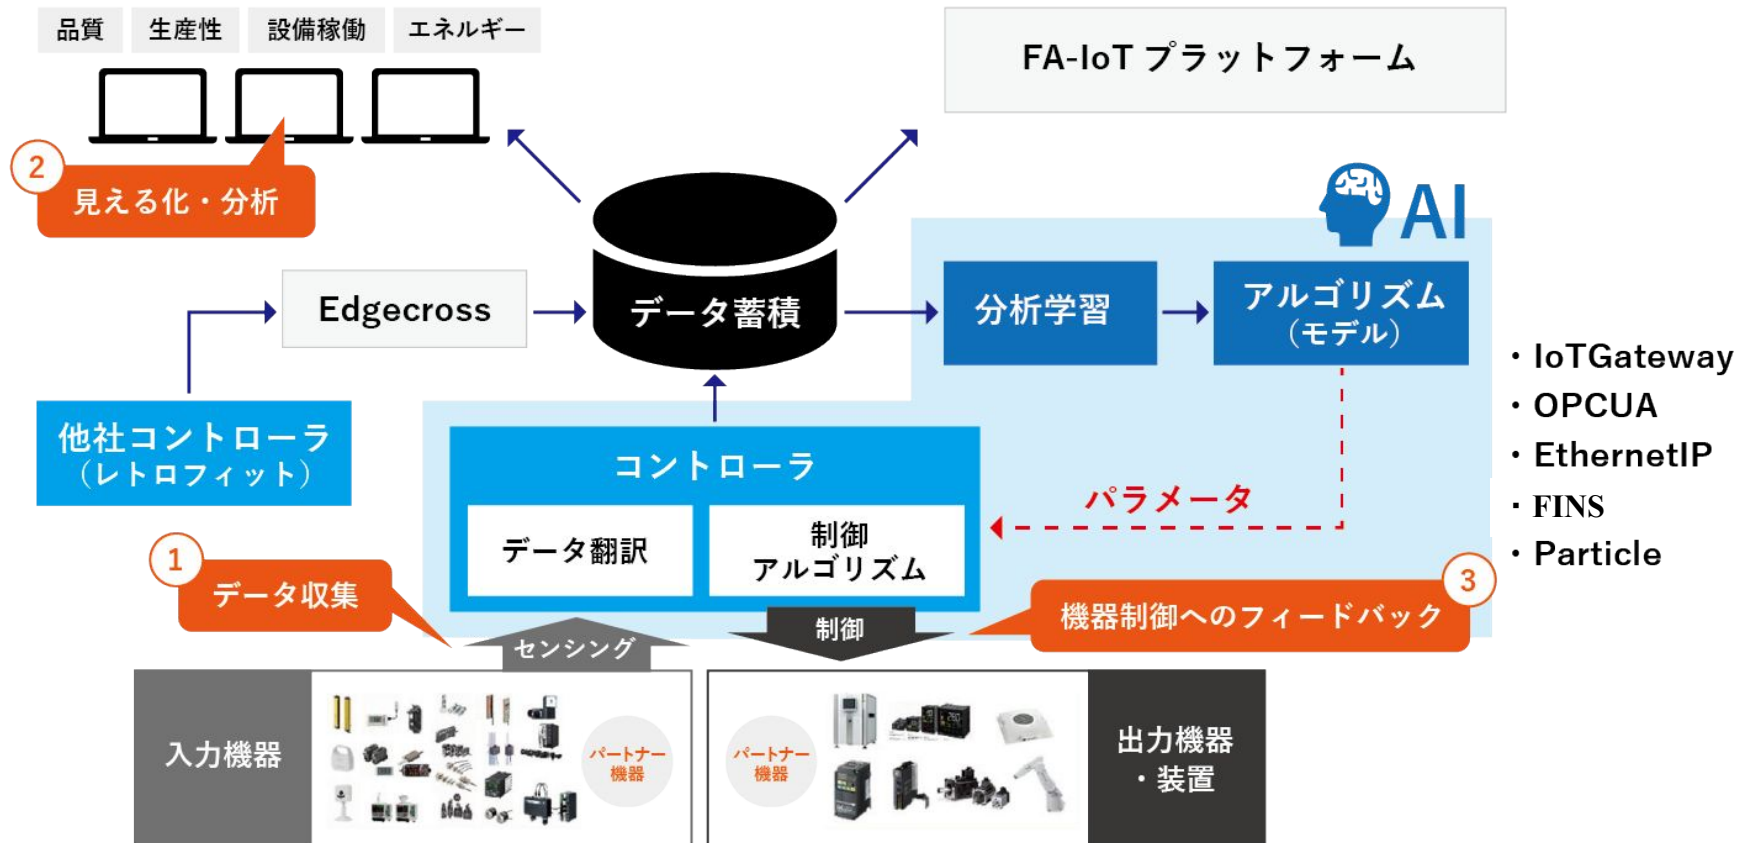 品質
生産性
設備稼働
エネルギー
FA-IoT プラットフォーム
2
見える化・分析
AI
Edgecross
データ蓄積
分析学習
アルゴリズム
（モデル）
・IoTGateway
・OPCUA
・EthernetIP
・FINS
・Particle
他社コントローラ
（レトロフィット）
コントローラ
パラメータ
データ翻訳
制御
アルゴリズム
1
データ収集
3
機器制御へのフィードバック
センシング
制御
入力機器
パートナー
機器
パートナー
機器
出力機器
・装置